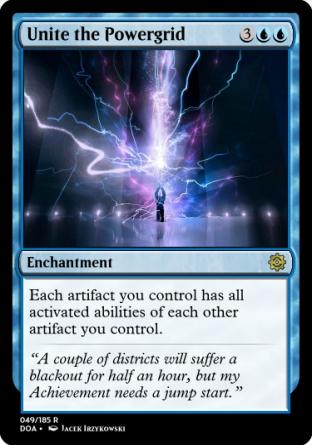 Unite the Powergrid 3
Enchantment
Each artifact you control has all
activated abilities of each other
artifact you control.
“A couple of districts will suffer a
blackout for half an hour, but my
Achievement needs a jump start.”
049/185 R
DOA • Jacek Irzykowski